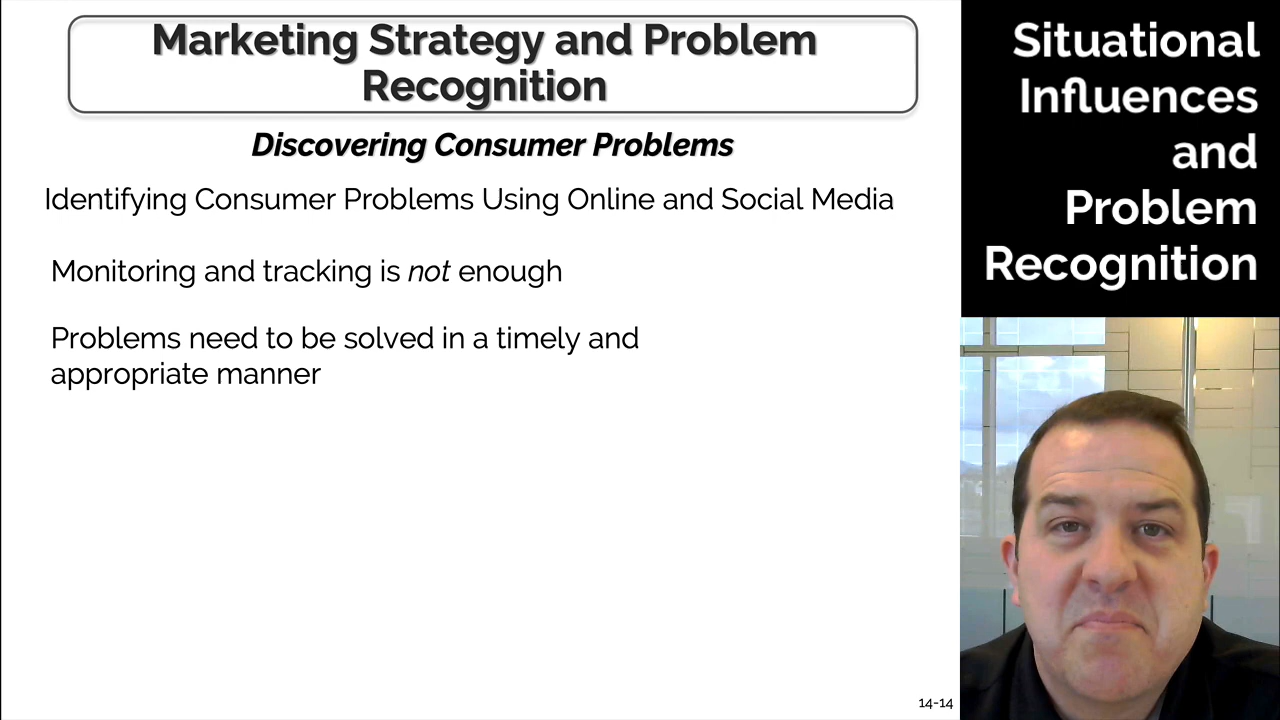 Marketing Strategy and Problem
Recognition
Discovering Consumer Problems
Identifying Consumer Problems Using Online and Social Media
Monitoring and tracking is not enough
Problems need to be solved in a timely and
appropriate manner
14-14
Situational
Influences
and
Problem
Recognition